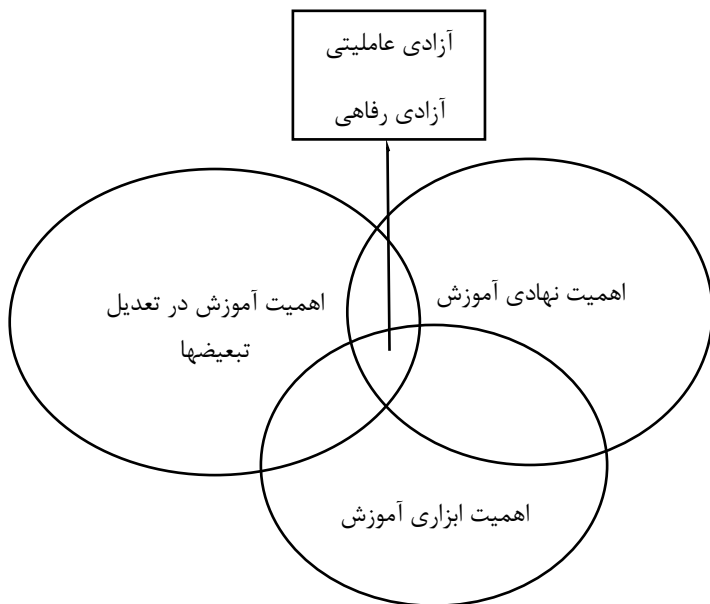 آزادی عاملیتی
آزادی رفاهی
اهمیت نهادی آموزش
اهمیت آموزش در تعدیل
تبعیضها
اهمیت ابزاری آموزش